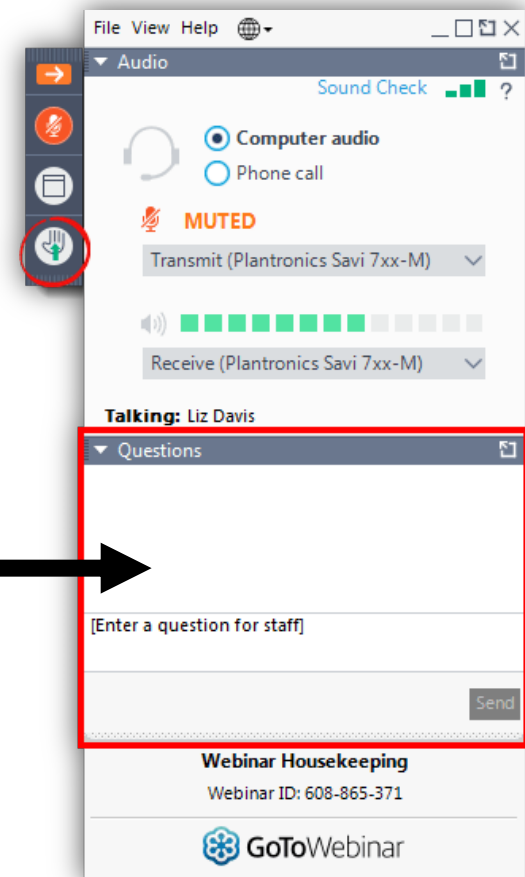 File View Help
Audio
Sound Check ?
Computer audio
Phone call
MUTED
Transmit (Plantronics Savi 7xx-M)
Receive (Plantronics Savi 7xx-M)
Talking: Liz Davis
Questions
[Enter a question for staff]
Send
Webinar Housekeeping
Webinar ID: 608-865-371
GoToWebinar